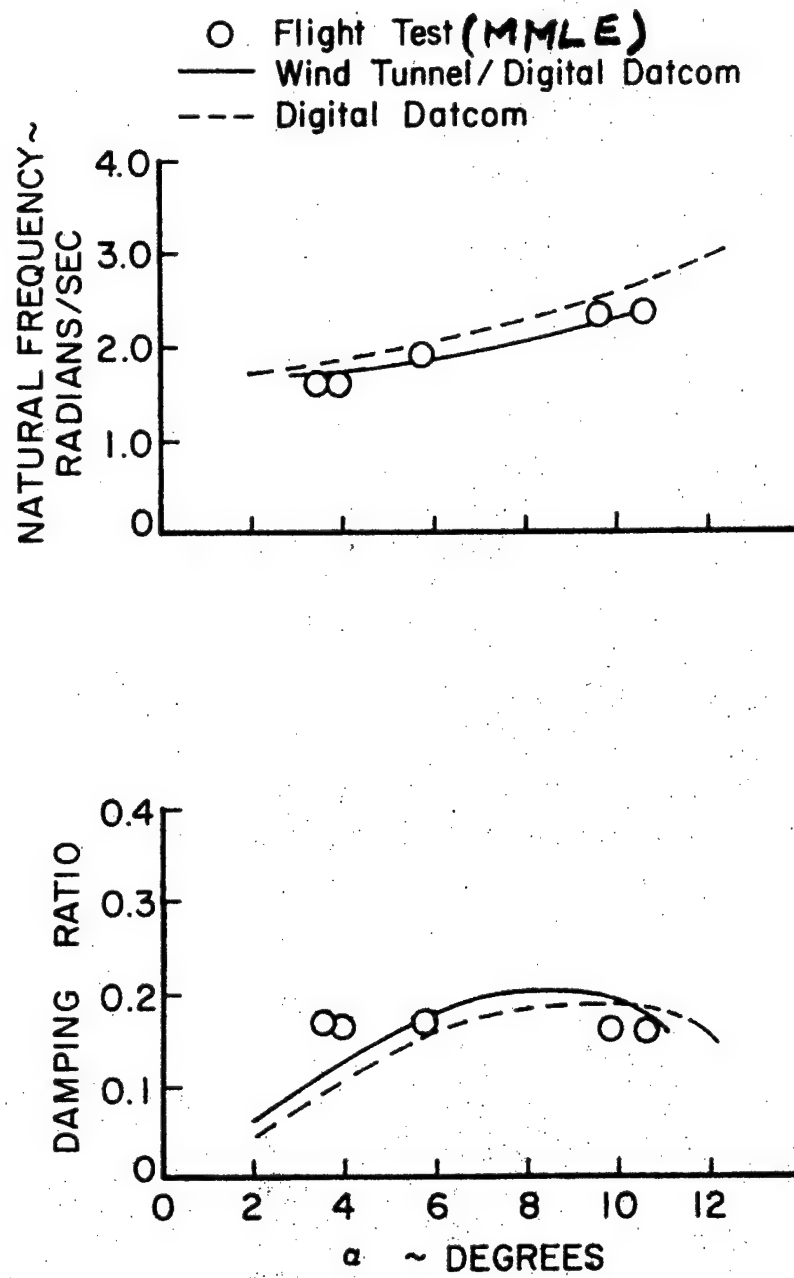 Flight Test (MMLE)
Wind Tunnel/Digital Datcom
Digital Datcom
NATURAL FREQUENCY~
RADIANS/SEC
4.0
3.0
2.0
1.0
0
DAMPING RATIO
0.4
0.3
0.2
0.1
0
0 2 4 6 8 10 12
α ~ DEGREES